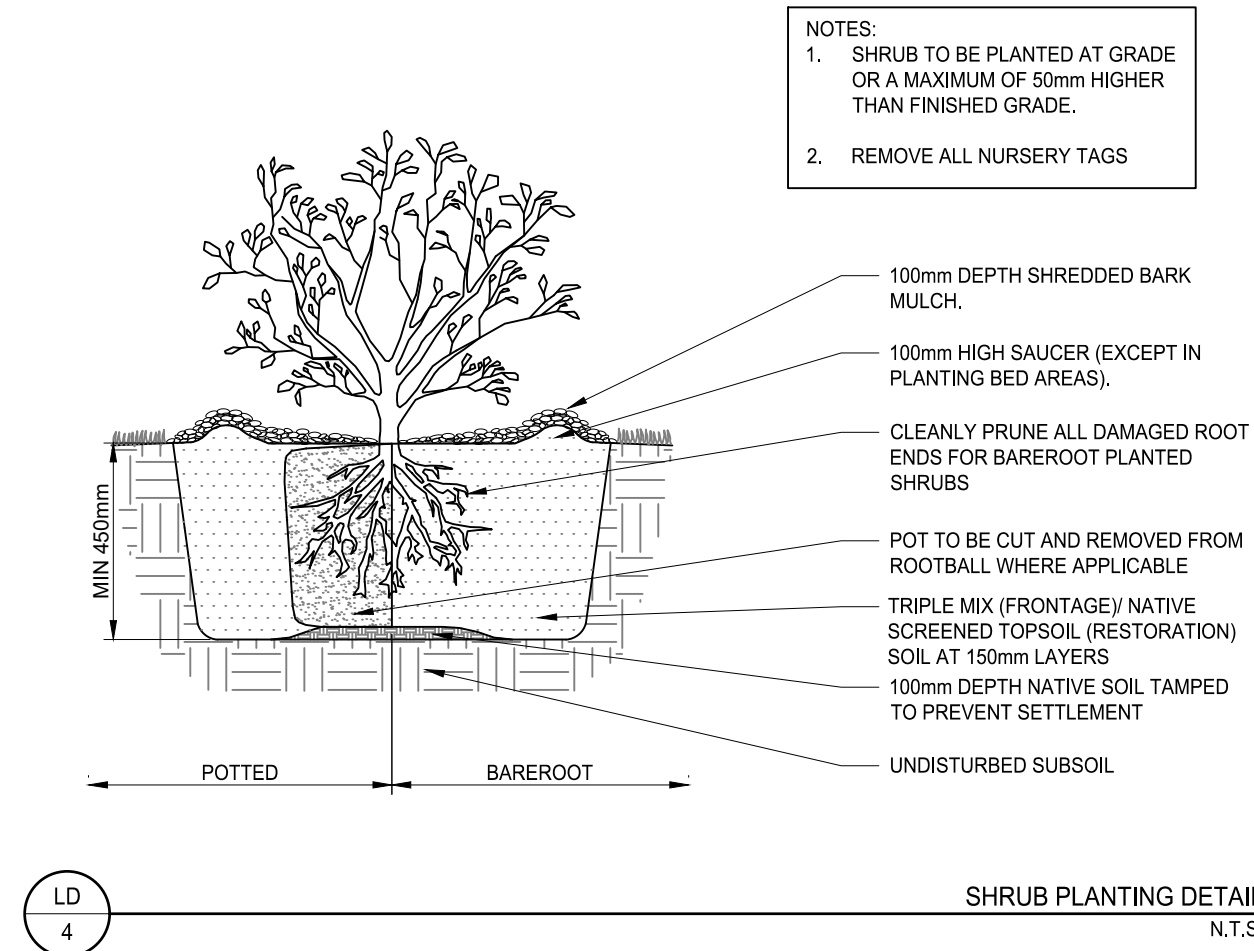 NOTES:
1. SHRUB TO BE PLANTED AT GRADE
OR A MAXIMUM OF 50mm HIGHER
THAN FINISHED GRADE.
2. REMOVE ALL NURSERY TAGS
100mm DEPTH SHREDDED BARK
MULCH.
100mm HIGH SAUCER (EXCEPT IN
PLANTING BED AREAS).
CLEANLY PRUNE ALL DAMAGED ROOT
ENDS FOR BAREROOT PLANTED
SHRUBS
POT TO BE CUT AND REMOVED FROM
ROOTBALL WHERE APPLICABLE
TRIPLE MIX (FRONTAGE)/ NATIVE
SCREENED TOPSOIL (RESTORATION)
SOIL AT 150mm LAYERS
100mm DEPTH NATIVE SOIL TAMPED
TO PREVENT SETTLEMENT
UNDISTURBED SUBSOIL
MIN 450mm
POTTED
BAREROOT
LD
4
SHRUB PLANTING DETAI
N.T.S